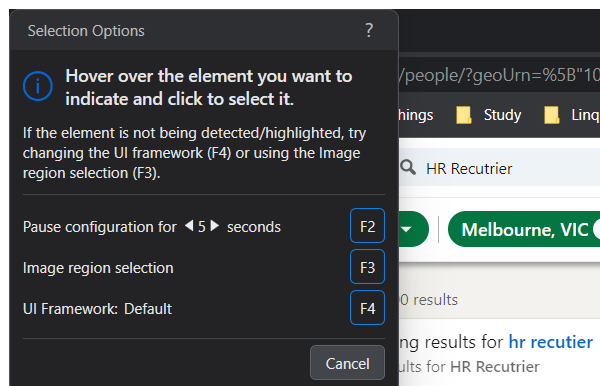 Selection Options ?
Hover over the element you want to
indicate and click to select it.
If the element is not being detected/highlighted, try
changing the UI framework (F4) or using the Image
region selection (F3).
Pause configuration for 5 seconds F2
Image region selection F3
UI Framework: Default F4
Cancel
/people/?geoUrn=%5B"10
hings Study Linq
HR Recutrier
Melbourne, VIC
0 results
ng results for hr recutier
ults for HR Recutrier